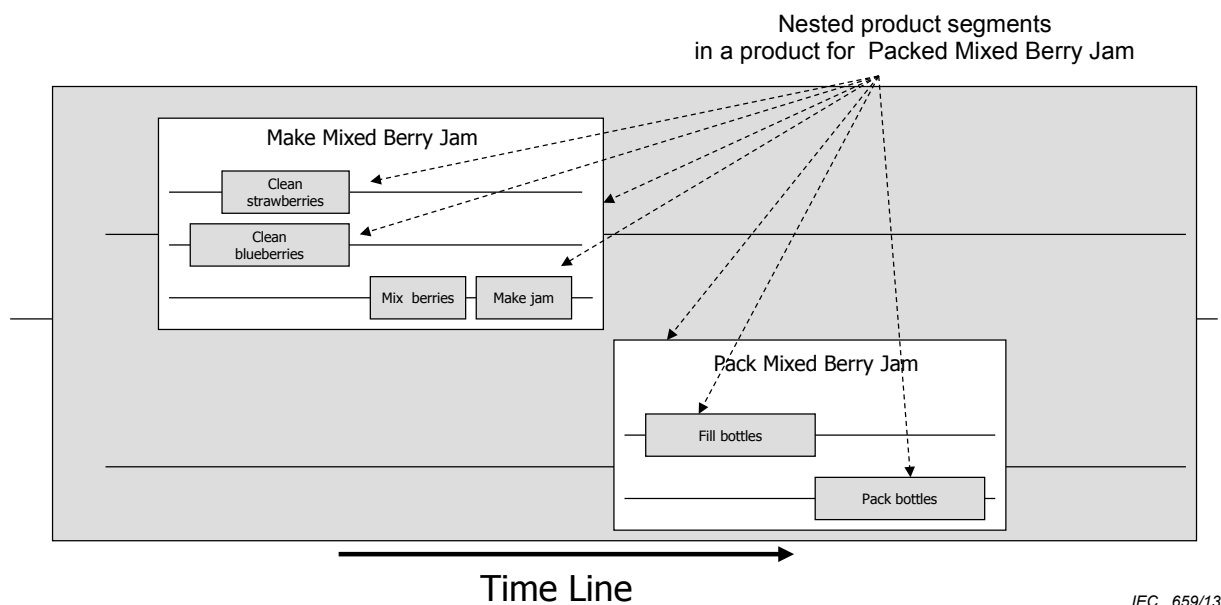 Nested product segments
in a product for Packed Mixed Berry Jam
Make Mixed Berry Jam
Clean
strawberries
Clean
blueberries
Mix berries
Make jam
Pack Mixed Berry Jam
Fill bottles
Pack bottles
Time Line
IEC 659/13